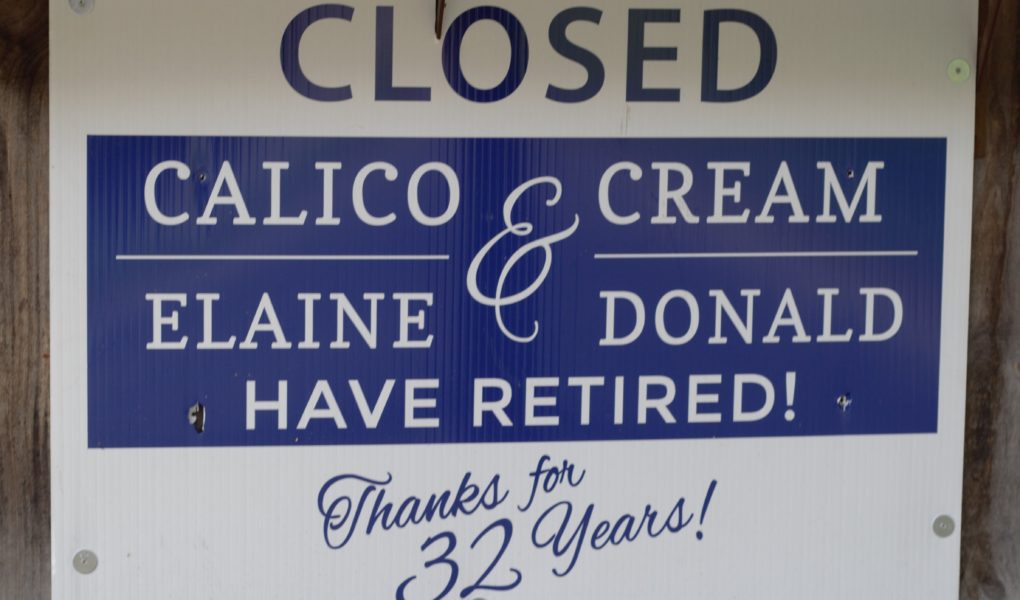 CLOSED
CALICO & CREAM
ELAINE & DONALD
HAVE RETIRED!
Thanks for
32 Years!